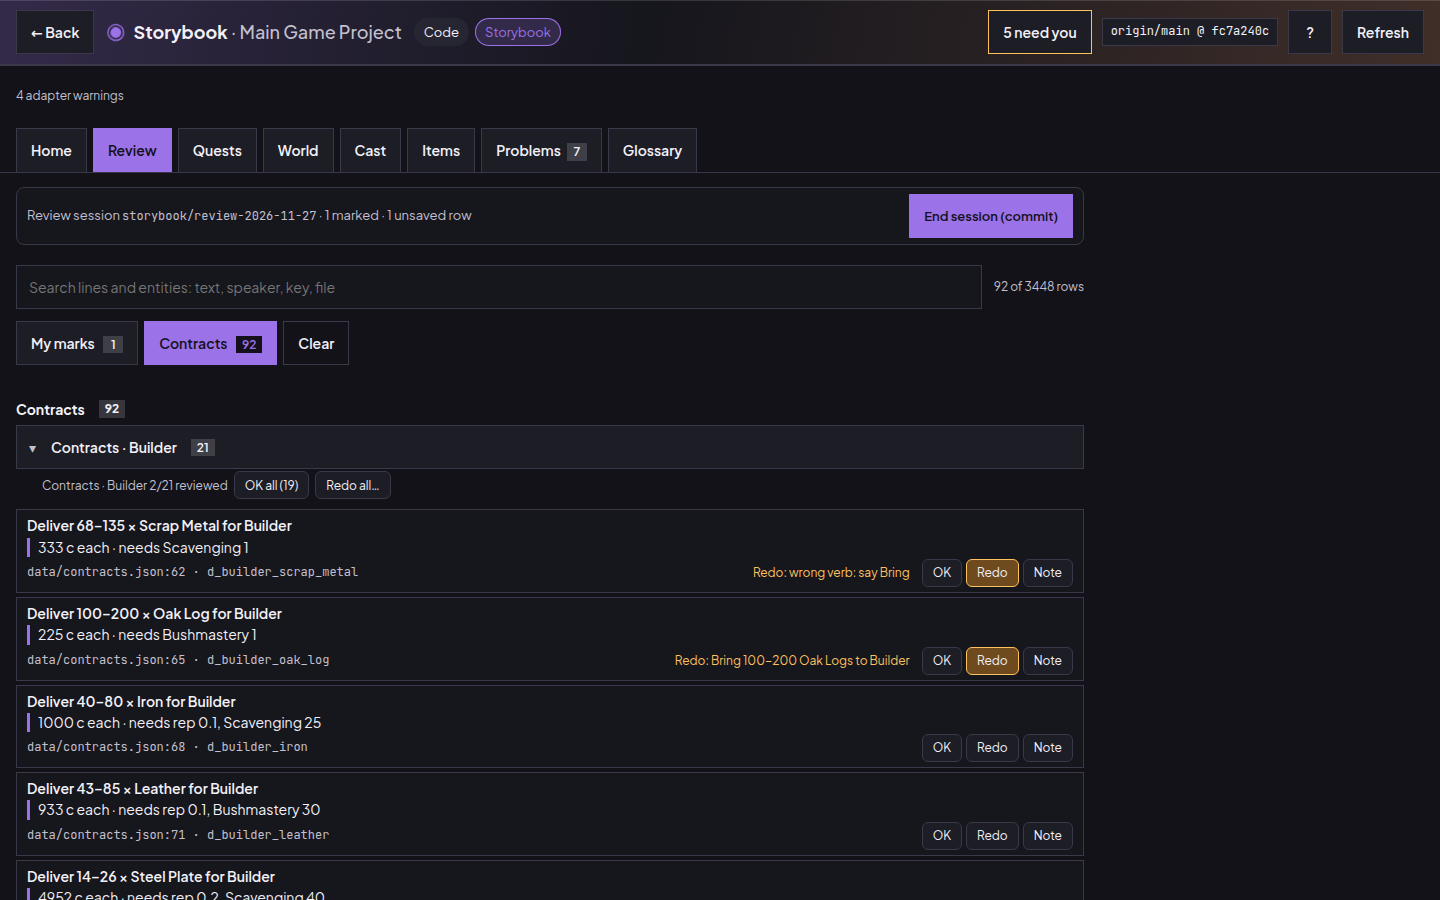 ← Back
Storybook · Main Game Project
Code
Storybook
5 need you
origin/main @ fc7a240c
?
Refresh
4 adapter warnings
Home
Review
Quests
World
Cast
Items
Problems 7
Glossary
Review session storybook/review-2026-11-27 · 1 marked · 1 unsaved row
End session (commit)
Search lines and entities: text, speaker, key, file
92 of 3448 rows
My marks 1
Contracts 92
Clear
Contracts 92
▼ Contracts · Builder 21
Contracts · Builder 2/21 reviewed
OK all (19)
Redo all…
Deliver 68–135 × Scrap Metal for Builder
333 c each · needs Scavenging 1
data/contracts.json:62 · d_builder_scrap_metal
Redo: wrong verb: say Bring
OK
Redo
Note
Deliver 100–200 × Oak Log for Builder
225 c each · needs Bushmastery 1
data/contracts.json:65 · d_builder_oak_log
Redo: Bring 100–200 Oak Logs to Builder
OK
Redo
Note
Deliver 40–80 × Iron for Builder
1000 c each · needs rep 0.1, Scavenging 25
data/contracts.json:68 · d_builder_iron
OK
Redo
Note
Deliver 43–85 × Leather for Builder
933 c each · needs rep 0.1, Bushmastery 30
data/contracts.json:71 · d_builder_leather
OK
Redo
Note
Deliver 14–26 × Steel Plate for Builder
4952 c each · needs rep 0.2, Scavenging 40